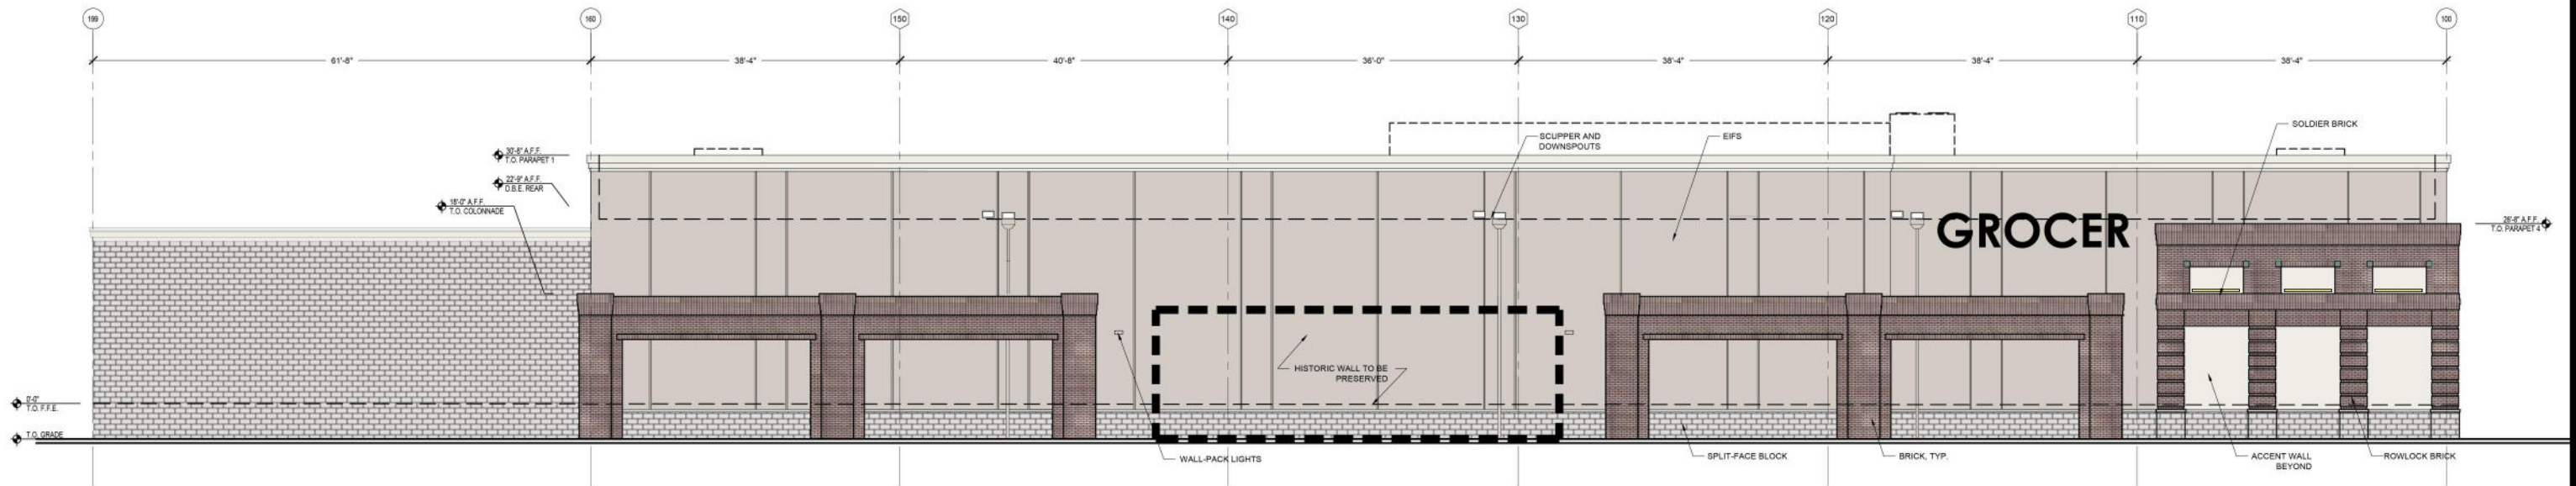 199
160
150
140
130
120
110
100
61'-8"
38'-4"
40'-8"
36'-0"
38'-4"
38'-4"
38'-4"
SOLDIER BRICK
SCUPPER AND
DOWNSPOUTS
EIFS
30'-8" A.F.F.
T.O. PARAPET 1
22'-9" A.F.F.
D.B.E. REAR
18'-0" A.F.F.
T.O. COLONNADE
GROCER
26'-8" A.F.F.
T.O. PARAPET 4
HISTORIC WALL TO BE
PRESERVED
0'-0"
T.O. F.F.E.
T.O. GRADE
WALL-PACK LIGHTS
SPLIT-FACE BLOCK
BRICK, TYP.
ACCENT WALL
BEYOND
ROWLOCK BRICK